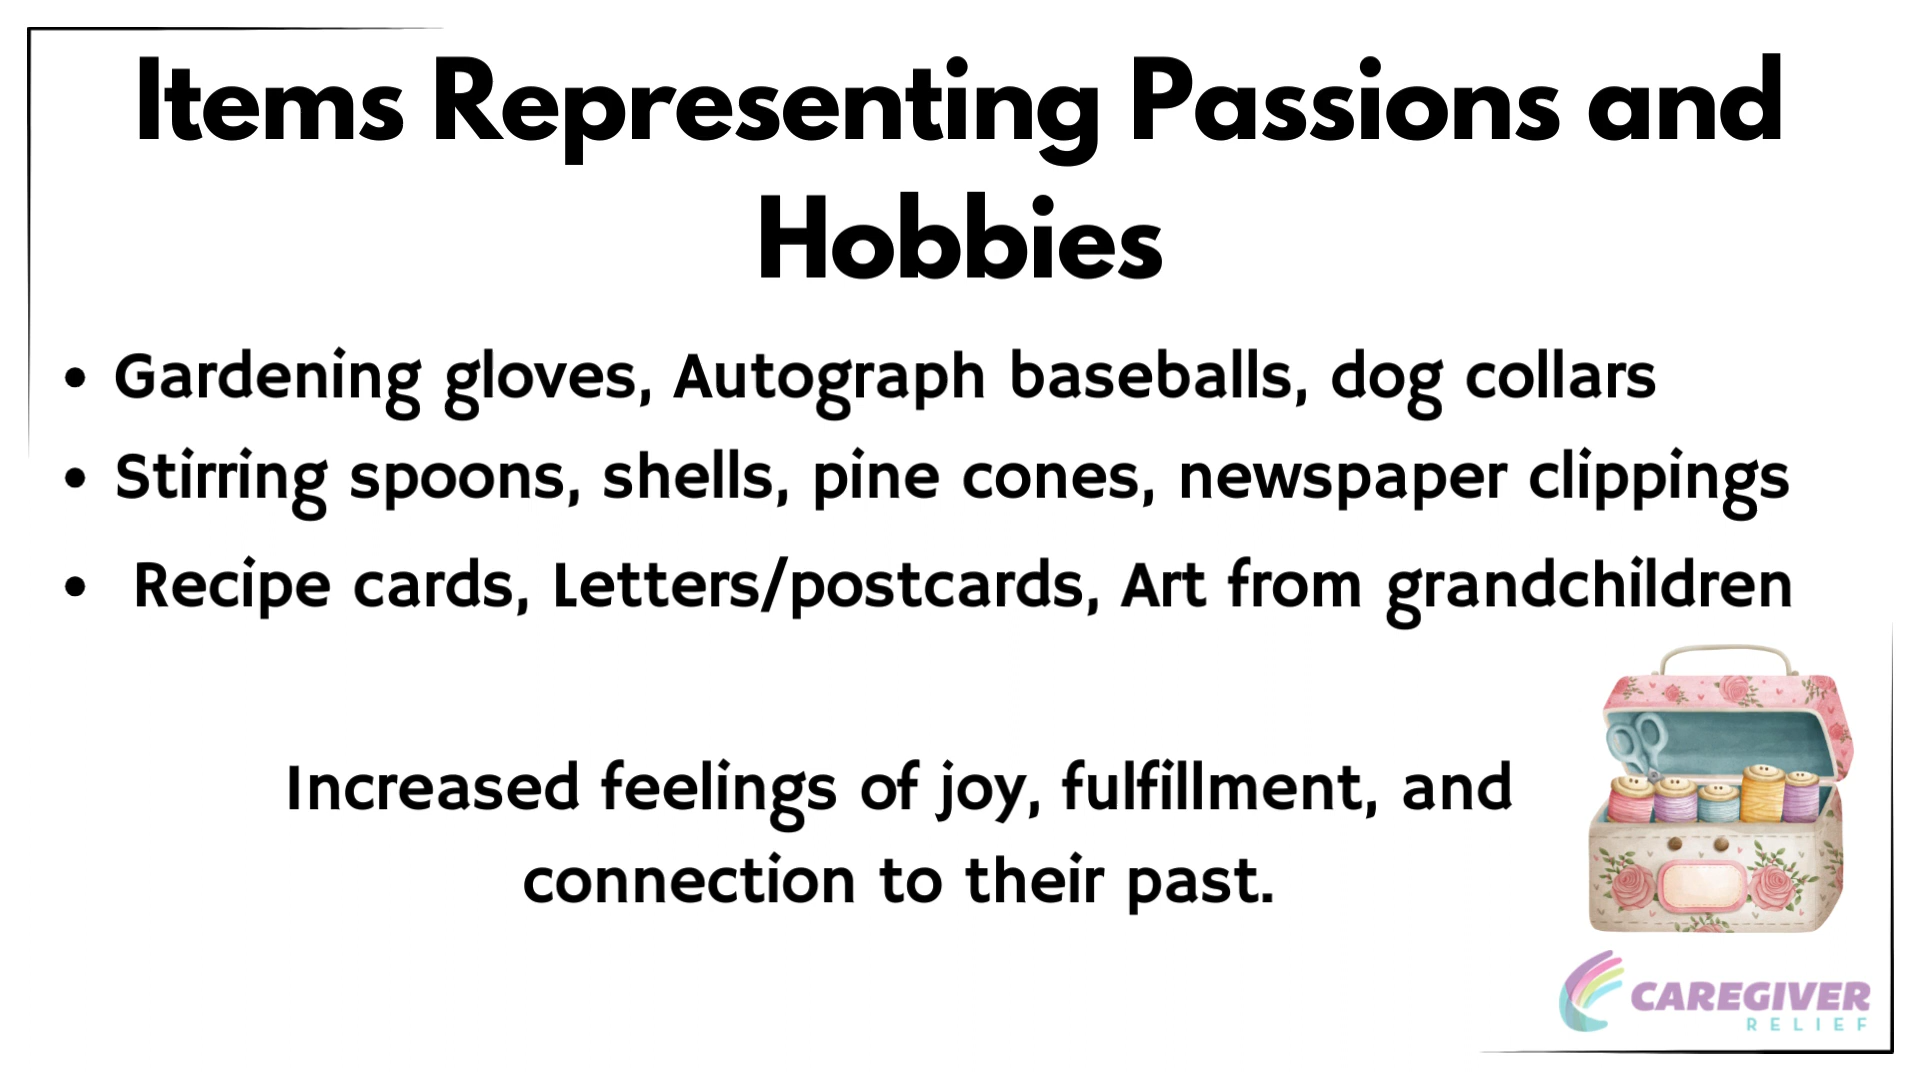 Items Representing Passions and
Hobbies
• Gardening gloves, Autograph baseballs, dog collars
• Stirring spoons, shells, pine cones, newspaper clippings
• Recipe cards, Letters/postcards, Art from grandchildren
Increased feelings of joy, fulfillment, and
connection to their past.
CAREGIVER
RELIEF